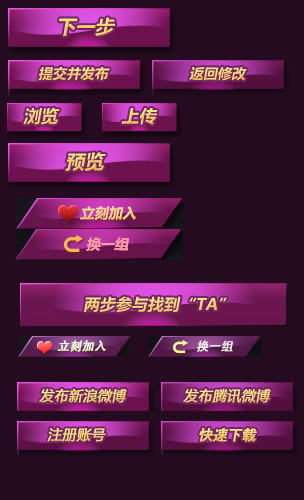 下一步
提交并发布
返回修改
浏览
上传
预览
立刻加入
换一组
两步参与找到“TA”
立刻加入
换一组
发布新浪微博
发布腾讯微博
注册账号
快速下载